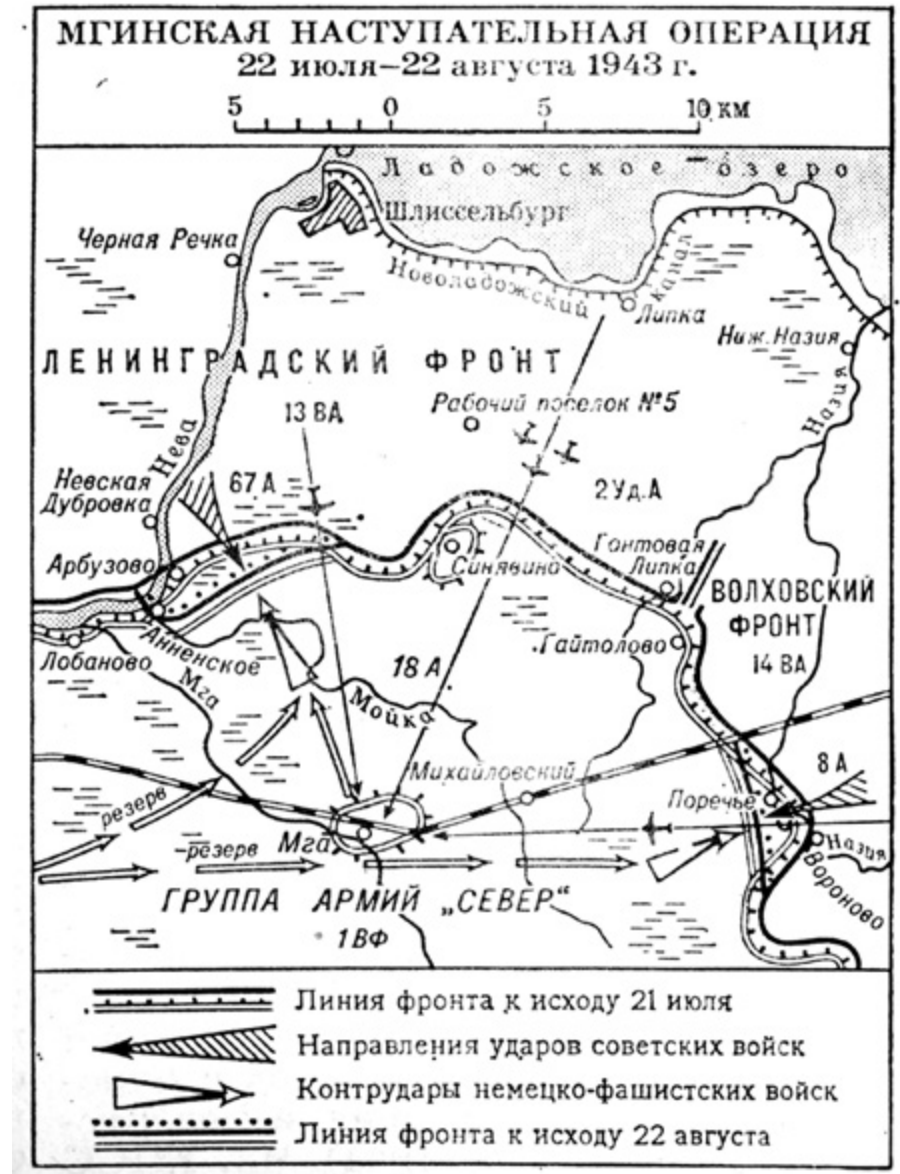 МГИНСКАЯ НАСТУПАТЕЛЬНАЯ ОПЕРАЦИЯ
22 июля–22 августа 1943 г.
5 0 5 10 км
Ладожское озеро
Шлиссельбург
Черная Речка
Новоладожский канал
Липка
Ниж. Назия
ЛЕНИНГРАДСКИЙ ФРОНТ
Назия
13 ВА
Рабочий поселок №5
Нева
Невская
Дубровка
67 А
2 Уд. А
Арбузово
Синявина
Гонтовая
Липка
ВОЛХОВСКИЙ
ФРОНТ
14 ВА
Анненское
Лобаново
Гайтолово
18 А
Мга
Мойка
Михайловский
8 А
Поречье
резерв
резерв
Мга
Назия
Вороново
ГРУППА АРМИЙ „СЕВЕР“
1 ВФ
Линия фронта к исходу 21 июля
Направления ударов советских войск
Контрудары немецко-фашистских войск
Линия фронта к исходу 22 августа